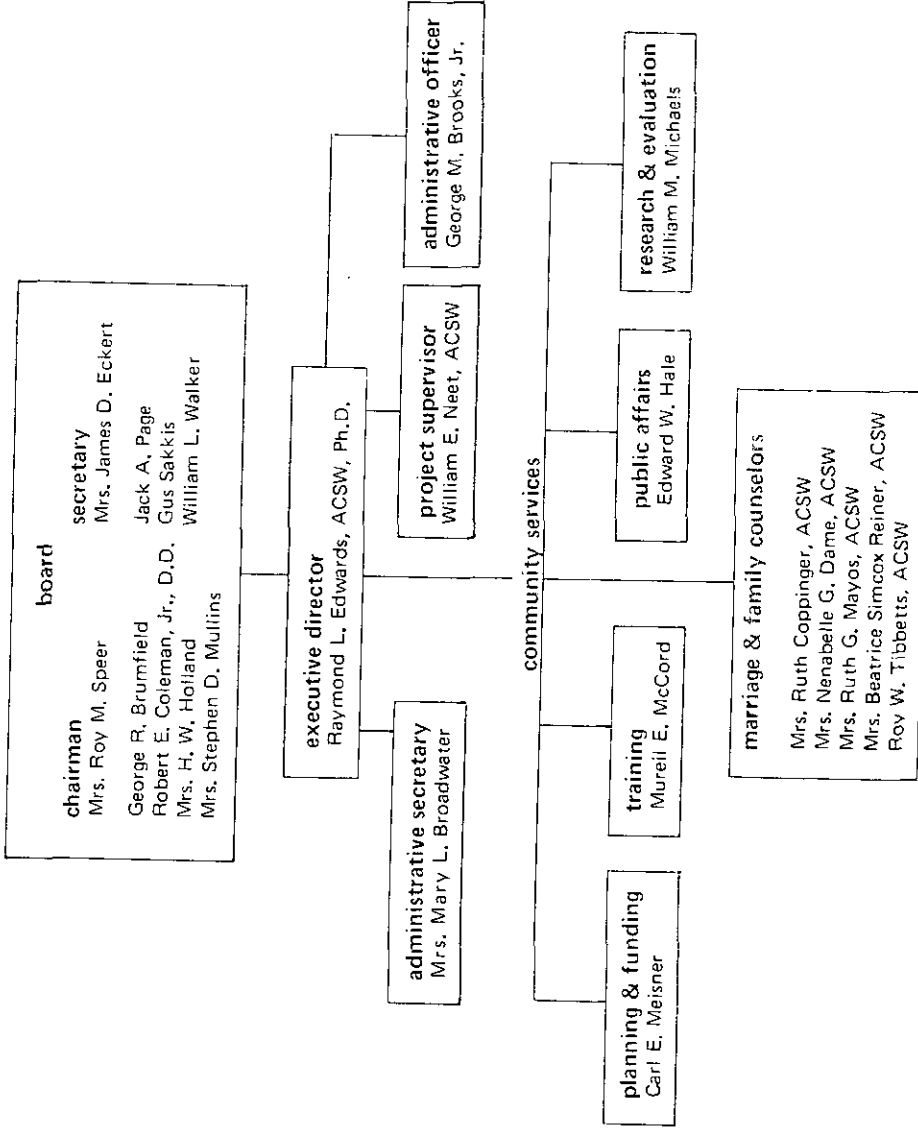 board
chairman
Mrs. Roy M. Speer
George R. Brumfield
Robert E. Coleman, Jr., D.D.
Mrs. H. W. Holland
Mrs. Stephen D. Mullins
secretary
Mrs. James D. Eckert
Jack A. Page
Gus Sakkis
William L. Walker
executive director
Raymond L. Edwards, ACSW, Ph.D.
administrative secretary
Mrs. Mary L. Broadwater
project supervisor
William E. Neet, ACSW
administrative officer
George M. Brooks, Jr.
community services
planning & funding
Carl E. Meisner
training
Mureil E. McCord
public affairs
Edward W. Hale
research & evaluation
William M. Michaels
marriage & family counselors
Mrs. Ruth Coppinger, ACSW
Mrs. Nenabelle G. Dame, ACSW
Mrs. Ruth G. Mayos, ACSW
Mrs. Beatrice Simcox Reiner, ACSW
Roy W. Tibbetts, ACSW